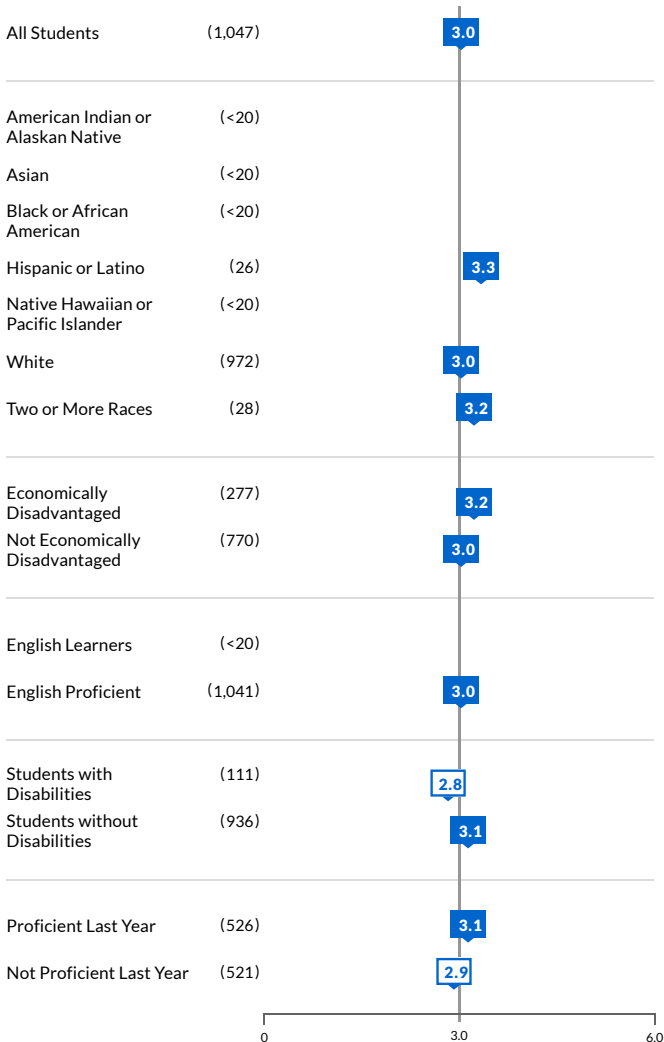 All Students (1,047) 3.0
American Indian or (<20)
Alaskan Native
Asian (<20)
Black or African (<20)
American
Hispanic or Latino (26) 3.3
Native Hawaiian or (<20)
Pacific Islander
White (972) 3.0
Two or More Races (28) 3.2
Economically (277) 3.2
Disadvantaged
Not Economically (770) 3.0
Disadvantaged
English Learners (<20)
English Proficient (1,041) 3.0
Students with (111) 2.8
Disabilities
Students without (936) 3.1
Disabilities
Proficient Last Year (526) 3.1
Not Proficient Last Year (521) 2.9
0 3.0 6.0